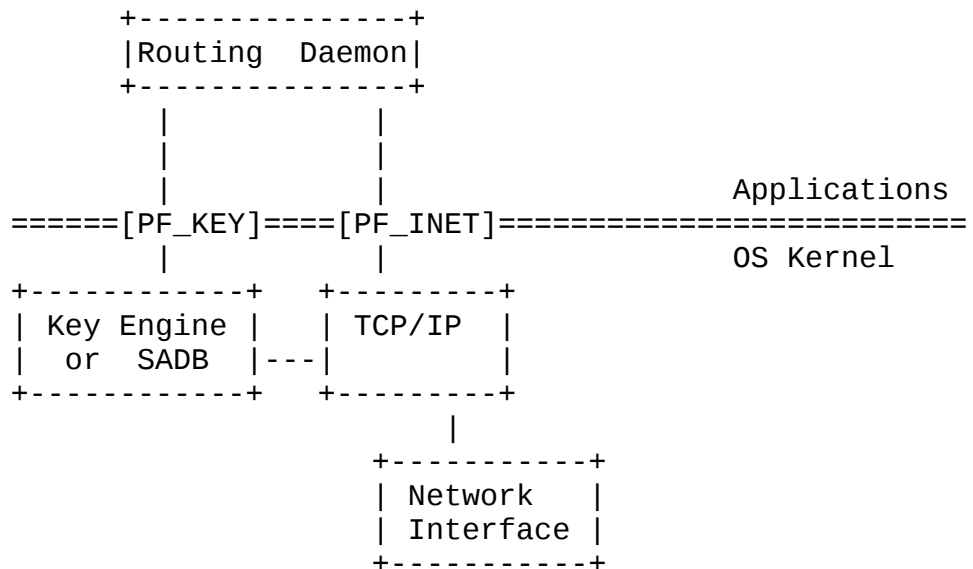 +---------------+
|Routing  Daemon|
+---------------+
|           |
|           |
|           |                   Applications
======[PF_KEY]====[PF_INET]==========================
|           |                   OS Kernel
+------------+   +---------+
| Key Engine |   | TCP/IP  |
|  or  SADB  |---|         |
+------------+   +---------+
|
+-----------+
| Network   |
| Interface |
+-----------+